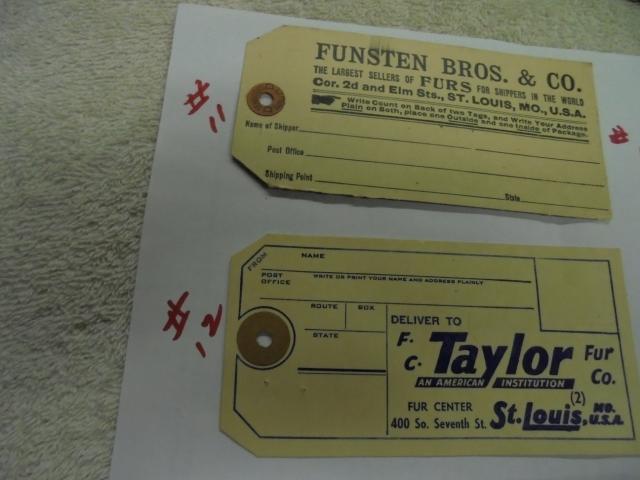 #11
FUNSTEN BROS. & CO.
THE LARGEST SELLERS OF FURS FOR SHIPPERS IN THE WORLD
Cor. 2d and Elm Sts., ST. LOUIS, MO., U.S.A.
Write Count on Back of two Tags, and Write Your Address
Plain on Both, place one Outside and one Inside of Package.
Name of Shipper
Post Office
Shipping Point
State
#
#12
FROM
NAME
POST OFFICE
WRITE OR PRINT YOUR NAME AND ADDRESS PLAINLY
ROUTE
BOX
STATE
DELIVER TO
F. C. Taylor Fur Co.
AN AMERICAN INSTITUTION
(2)
FUR CENTER
400 So. Seventh St. St. Louis, MO. U.S.A.